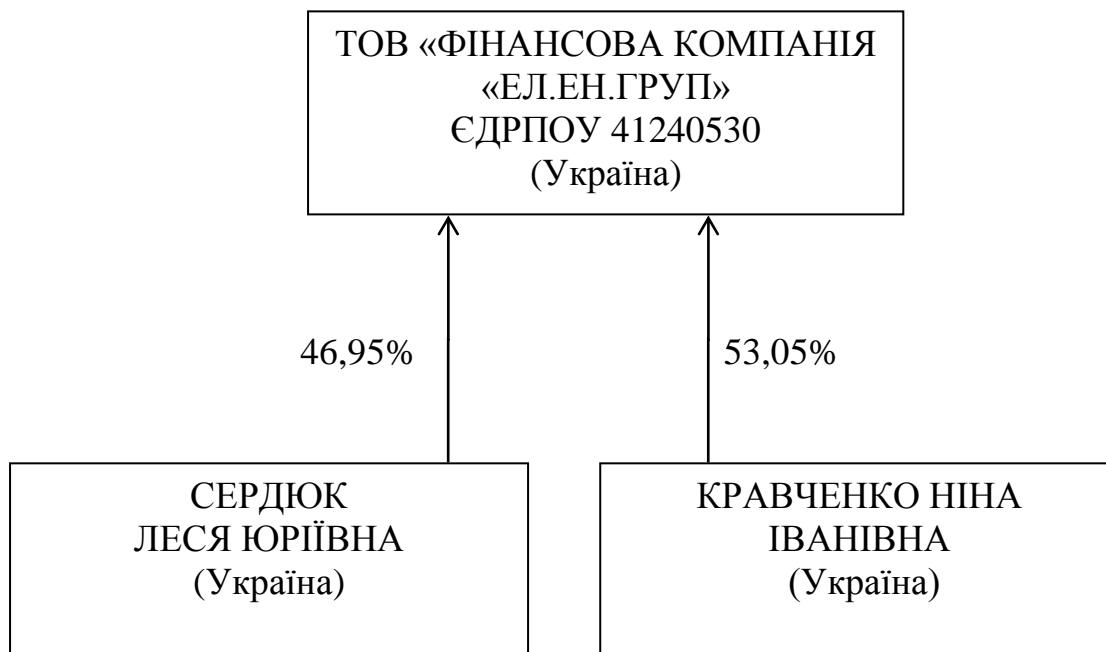 ТОВ «ФІНАНСОВА КОМПАНІЯ
«ЕЛ.ЕН.ГРУП»
ЄДРПОУ 41240530
(Україна)
46,95%
53,05%
СЕРДЮК
ЛЕСЯ ЮРІЇВНА
(Україна)
КРАВЧЕНКО НІНА
ІВАНІВНА
(Україна)